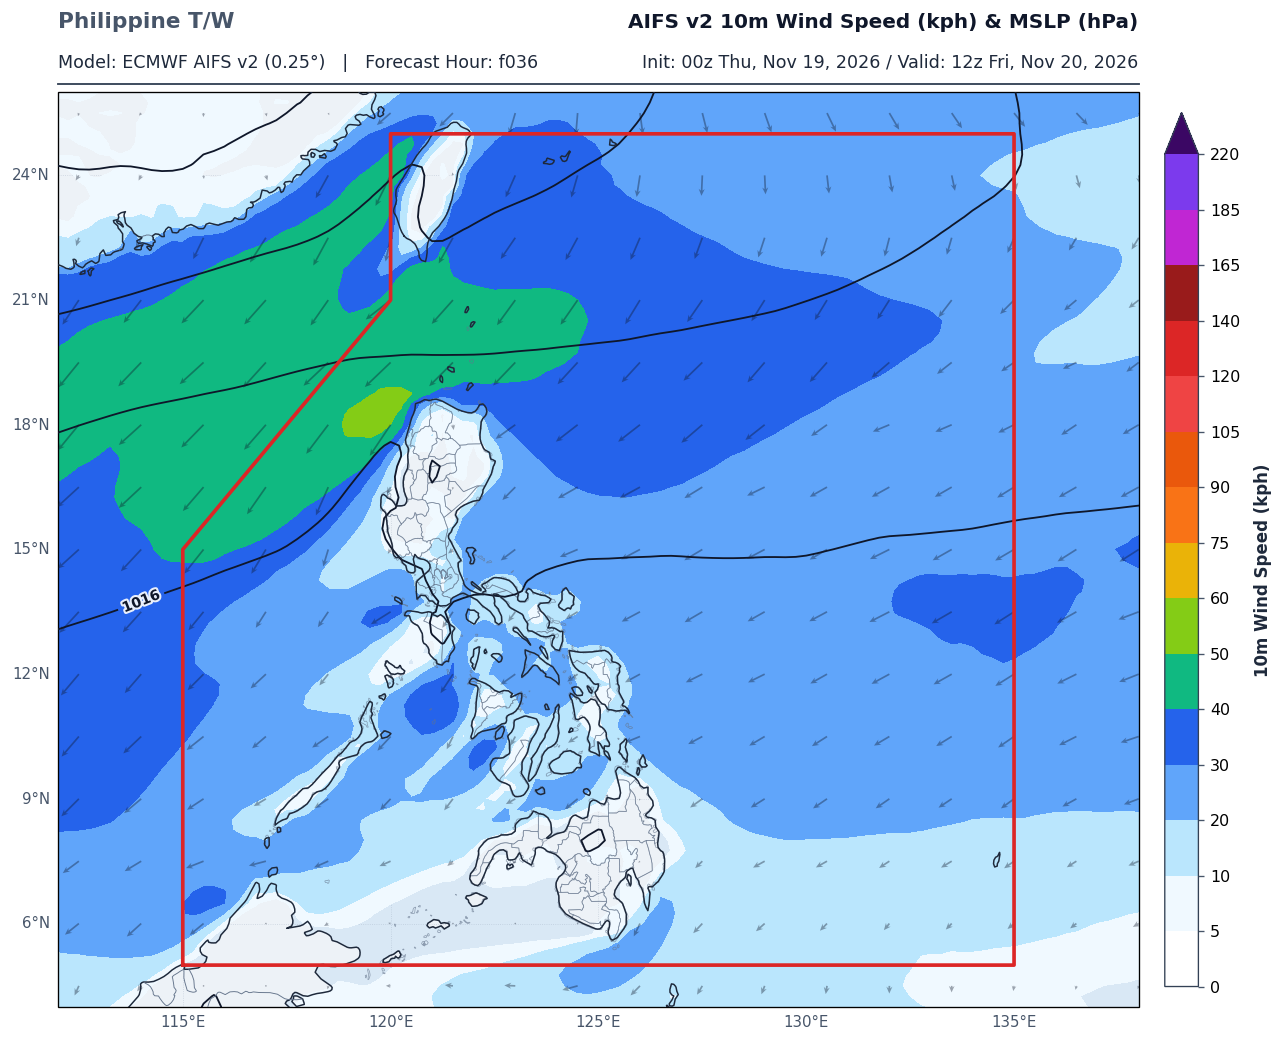 Philippine T/W
AIFS v2 10m Wind Speed (kph) & MSLP (hPa)
Model: ECMWF AIFS v2 (0.25°) | Forecast Hour: f036
Init: 00z Thu, Nov 19, 2026 / Valid: 12z Fri, Nov 20, 2026
24°N
21°N
18°N
15°N
12°N
9°N
6°N
1016
115°E
120°E
125°E
130°E
135°E
220
185
165
140
120
105
90
75
60
50
40
30
20
10
5
0
10m Wind Speed (kph)